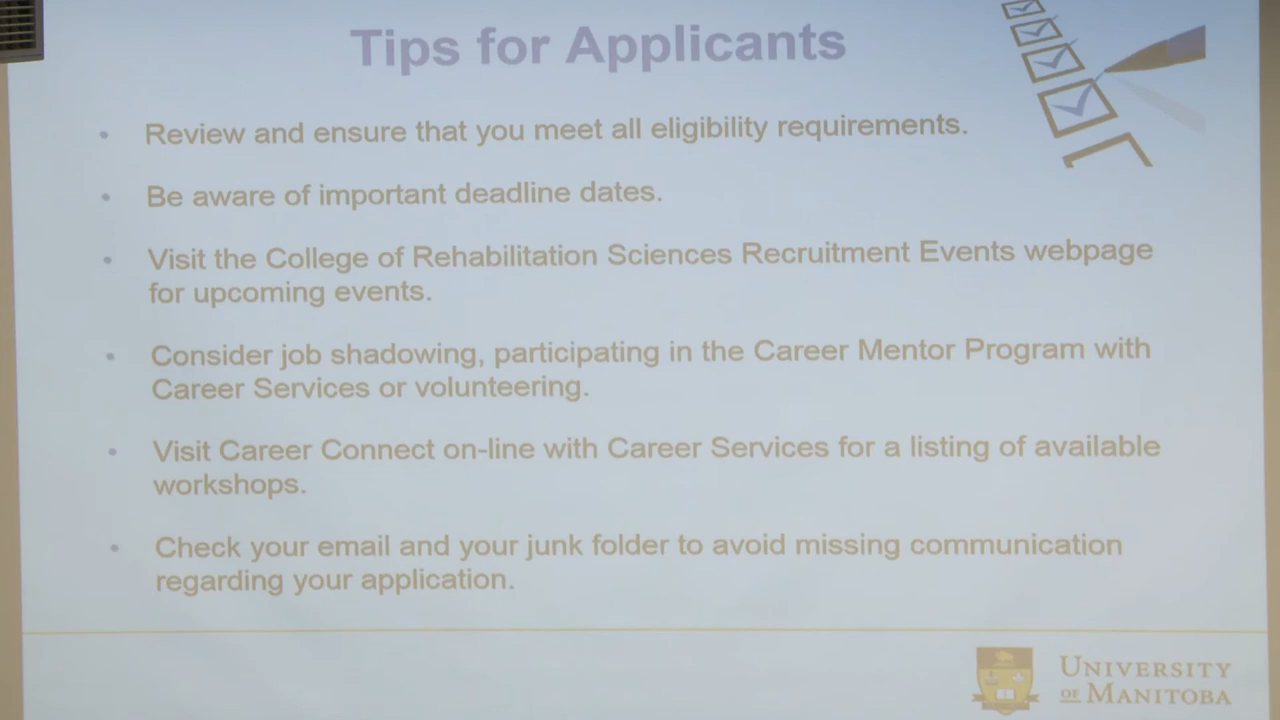 Tips for Applicants
• Review and ensure that you meet all eligibility requirements.
• Be aware of important deadline dates.
• Visit the College of Rehabilitation Sciences Recruitment Events webpage
for upcoming events.
• Consider job shadowing, participating in the Career Mentor Program with
Career Services or volunteering.
• Visit Career Connect on-line with Career Services for a listing of available
workshops.
• Check your email and your junk folder to avoid missing communication
regarding your application.
UNIVERSITY
OF MANITOBA